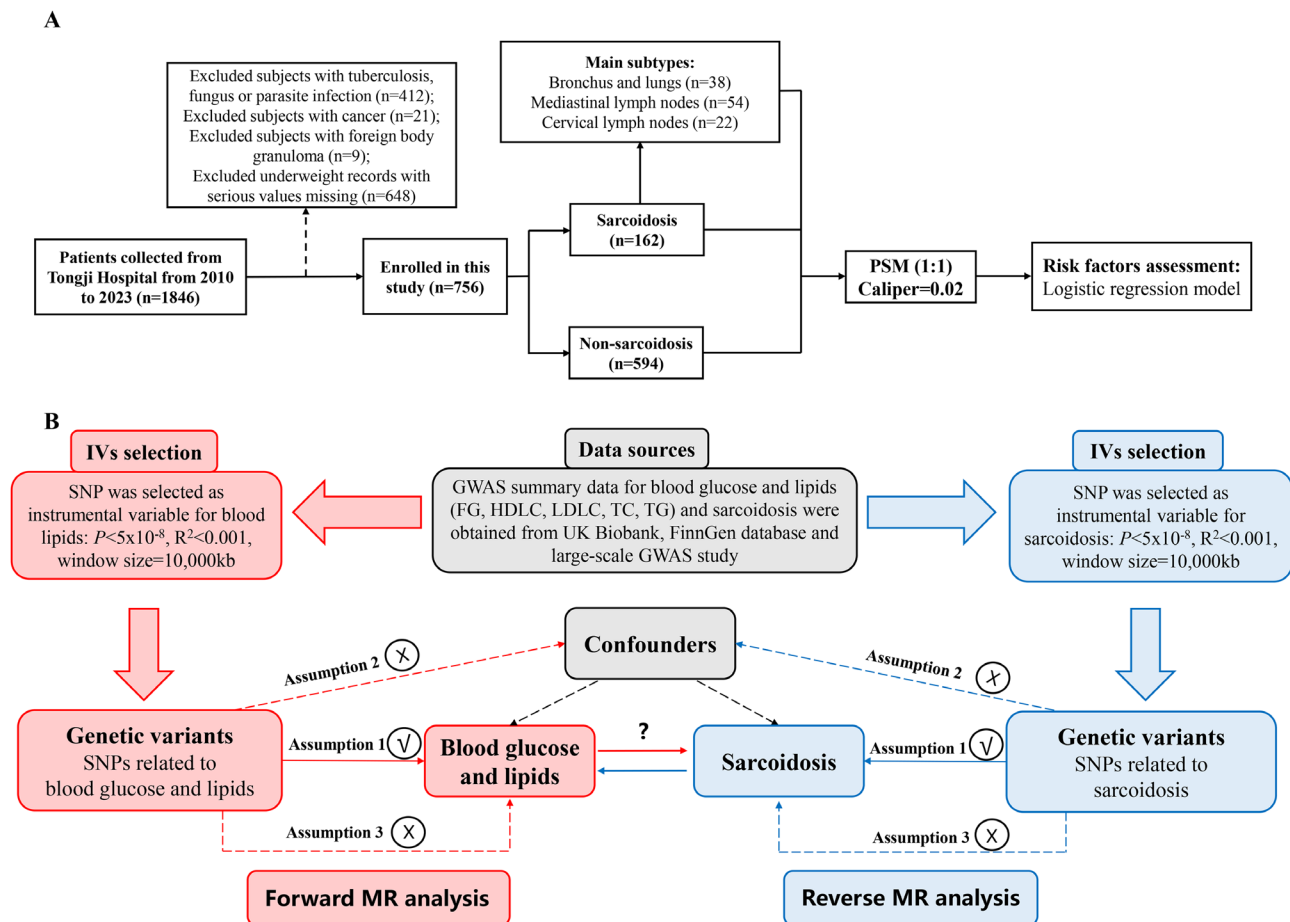 A
Excluded subjects with tuberculosis,
fungus or parasite infection (n=412);
Excluded subjects with cancer (n=21);
Excluded subjects with foreign body
granuloma (n=9);
Excluded underweight records with
serious values missing (n=648)
Main subtypes:
Bronchus and lungs (n=38)
Mediastinal lymph nodes (n=54)
Cervical lymph nodes (n=22)
Patients collected from
Tongji Hospital from 2010
to 2023 (n=1846)
Enrolled in this
study (n=756)
Sarcoidosis
(n=162)
Non-sarcoidosis
(n=594)
PSM (1:1)
Caliper=0.02
Risk factors assessment:
Logistic regression model
B
IVs selection
SNP was selected as
instrumental variable for blood
lipids: P<5x10⁻⁸, R²<0.001,
window size=10,000kb
Data sources
GWAS summary data for blood glucose and lipids
(FG, HDLC, LDLC, TC, TG) and sarcoidosis were
obtained from UK Biobank, FinnGen database and
large-scale GWAS study
IVs selection
SNP was selected as
instrumental variable for
sarcoidosis: P<5x10⁻⁸, R²<0.001,
window size=10,000kb
Confounders
Assumption 2 X
Assumption 2 X
Genetic variants
SNPs related to
blood glucose and lipids
Assumption 1 √
Blood glucose
and lipids
?
Sarcoidosis
Assumption 1 √
Genetic variants
SNPs related to
sarcoidosis
Assumption 3 X
Assumption 3 X
Forward MR analysis
Reverse MR analysis